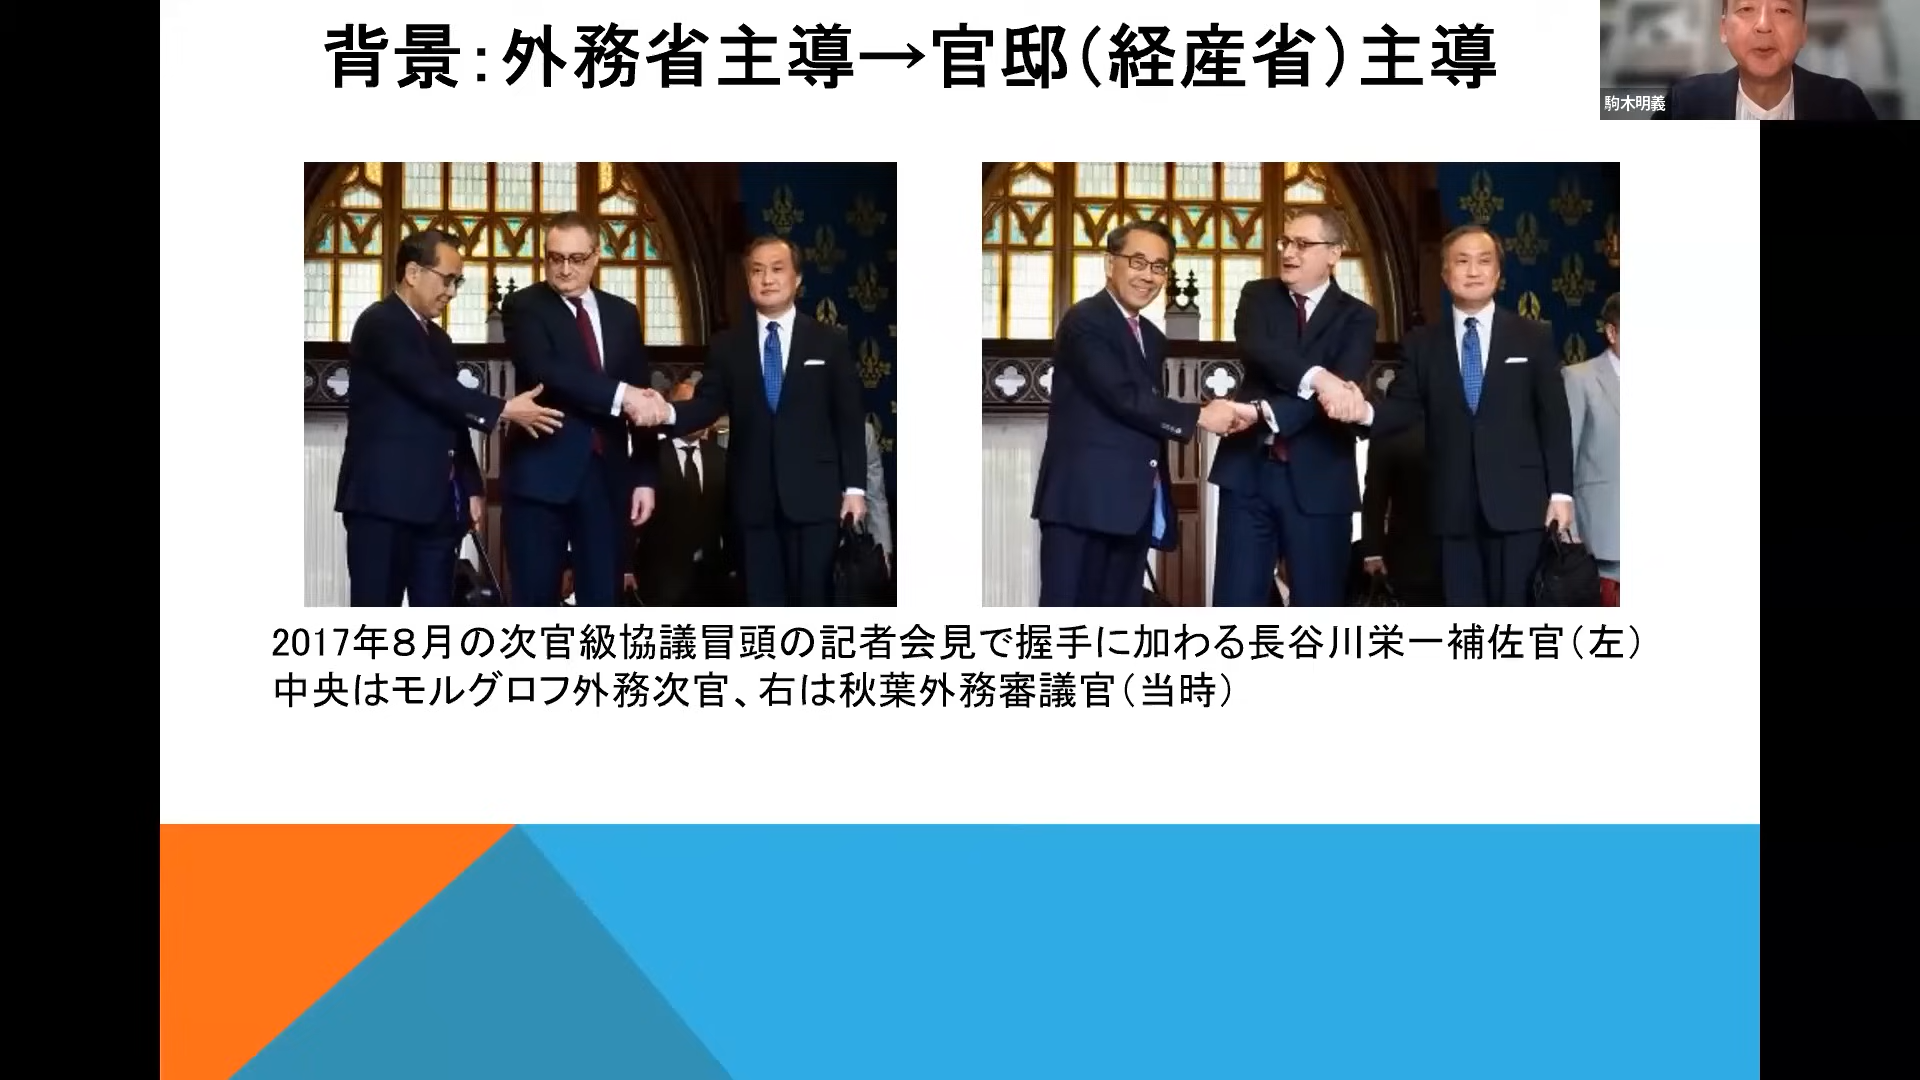 背景：外務省主導→官邸（経産省）主導
駒木明義
2017年８月の次官級協議冒頭の記者会見で握手に加わる長谷川栄一補佐官（左）
中央はモルグロフ外務次官、右は秋葉外務審議官（当時）